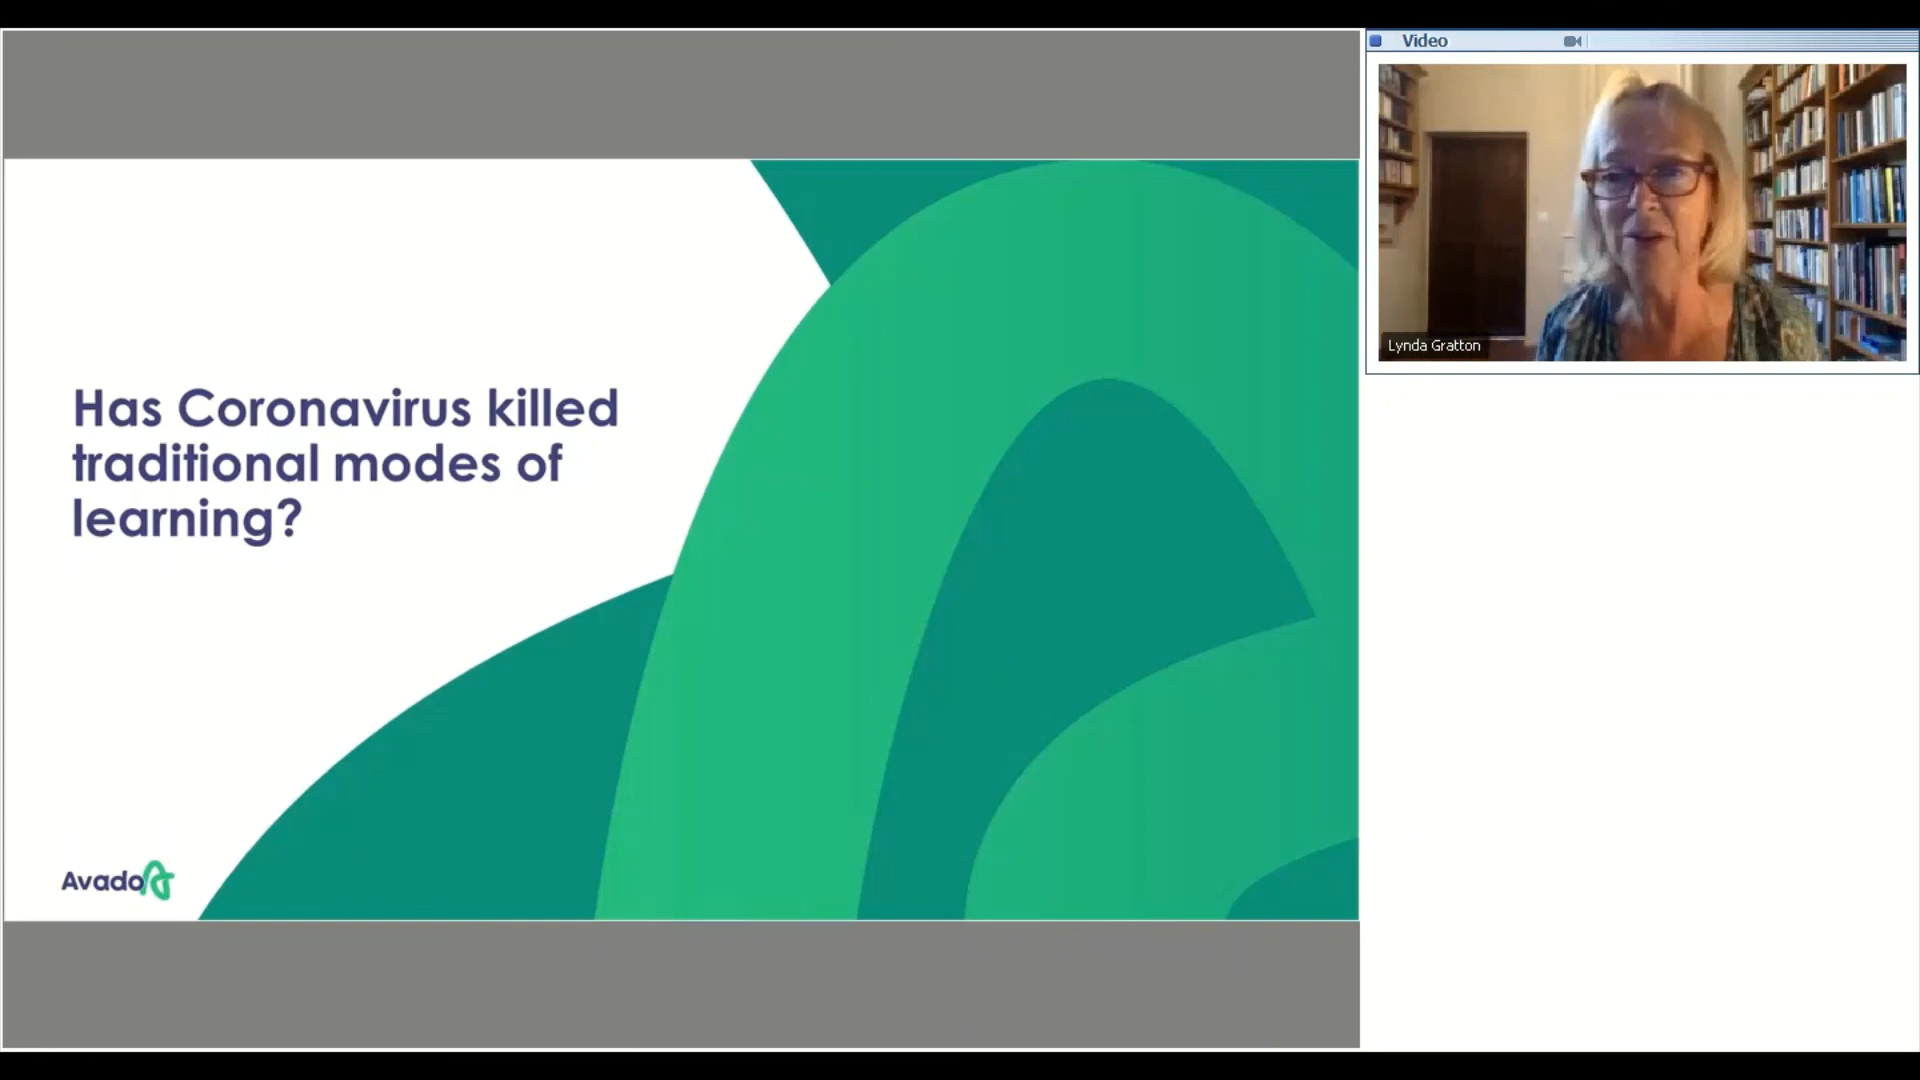 Video
Lynda Gratton
Has Coronavirus killed
traditional modes of
learning?
Avado